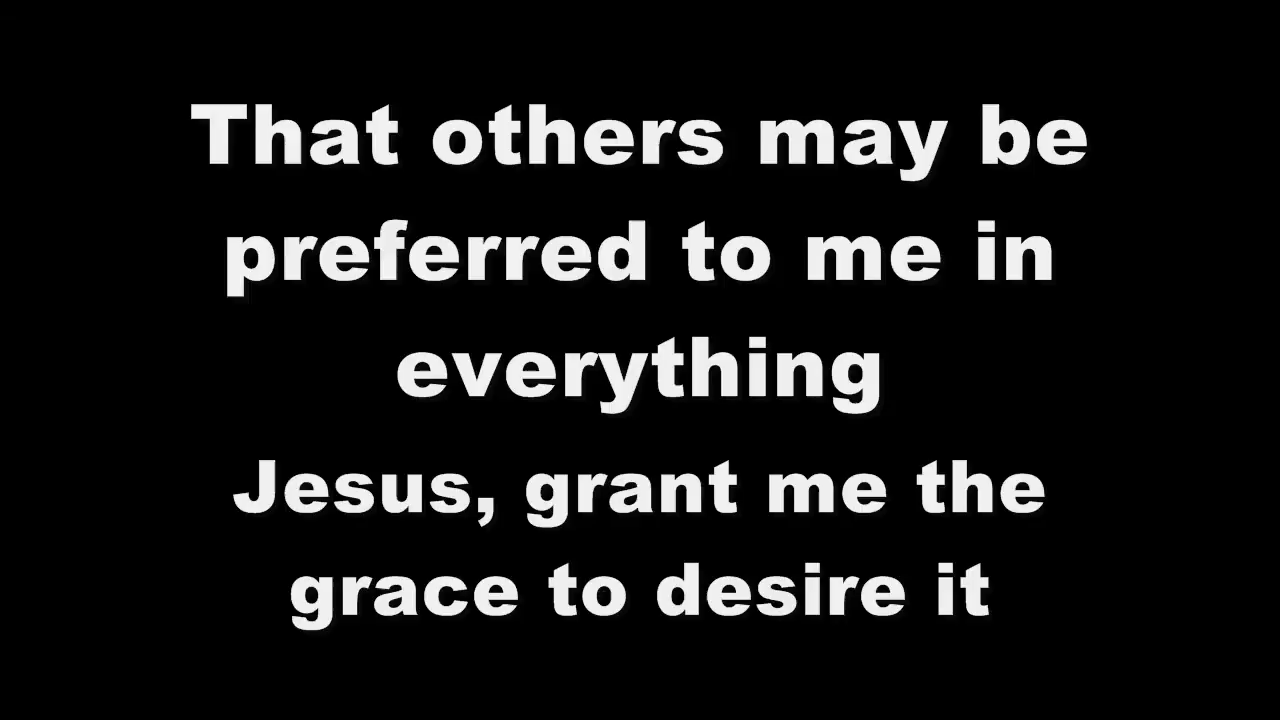 That others may be
preferred to me in
everything
Jesus, grant me the
grace to desire it